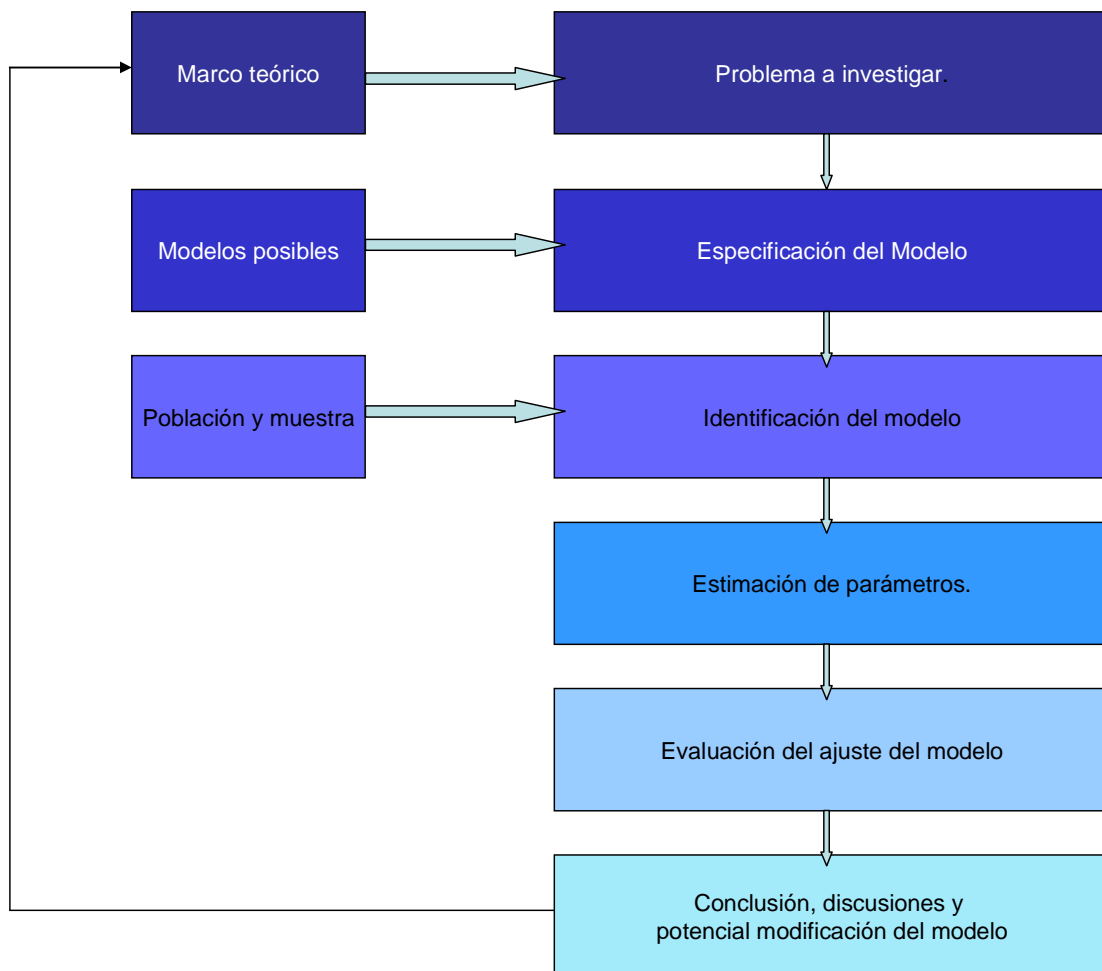 Marco teórico
Problema a investigar.
Modelos posibles
Especificación del Modelo
Población y muestra
Identificación del modelo
Estimación de parámetros.
Evaluación del ajuste del modelo
Conclusión, discusiones y
potencial modificación del modelo